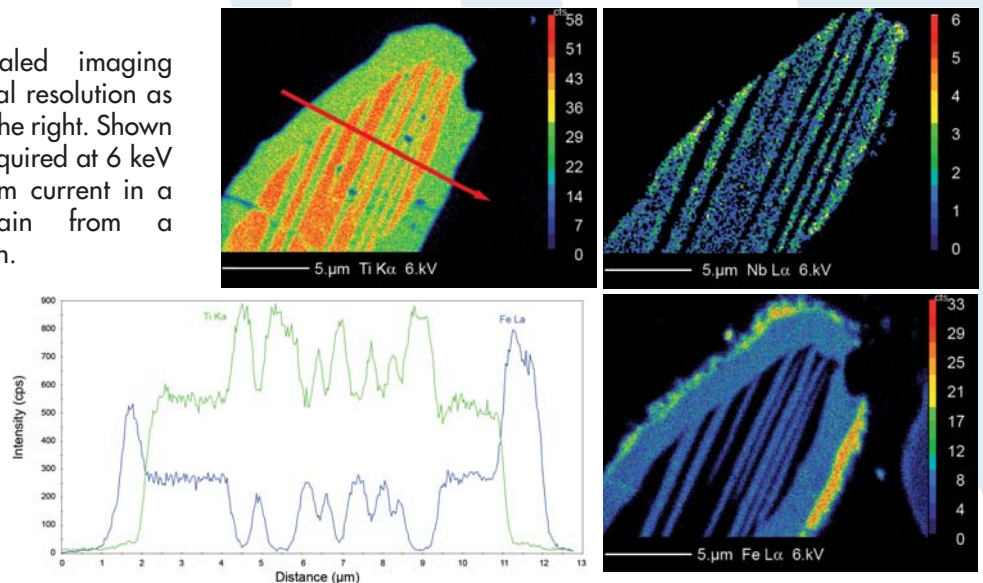 aled imaging
al resolution as
he right. Shown
quired at 6 keV
m current in a
ain from a
n.
cts
58
51
43
36
29
22
14
7
0
5.µm Ti Kα 6.kV
6
5
4
3
2
1
0
5.µm Nb Lα 6.kV
900
800
700
600
500
400
300
200
100
0
Intensity (cps)
Ti Ka
Fe La
0 1 2 3 4 5 6 7 8 9 10 11 12 13
Distance (µm)
cts
33
29
25
21
17
12
8
4
0
5.µm Fe Lα 6.kV